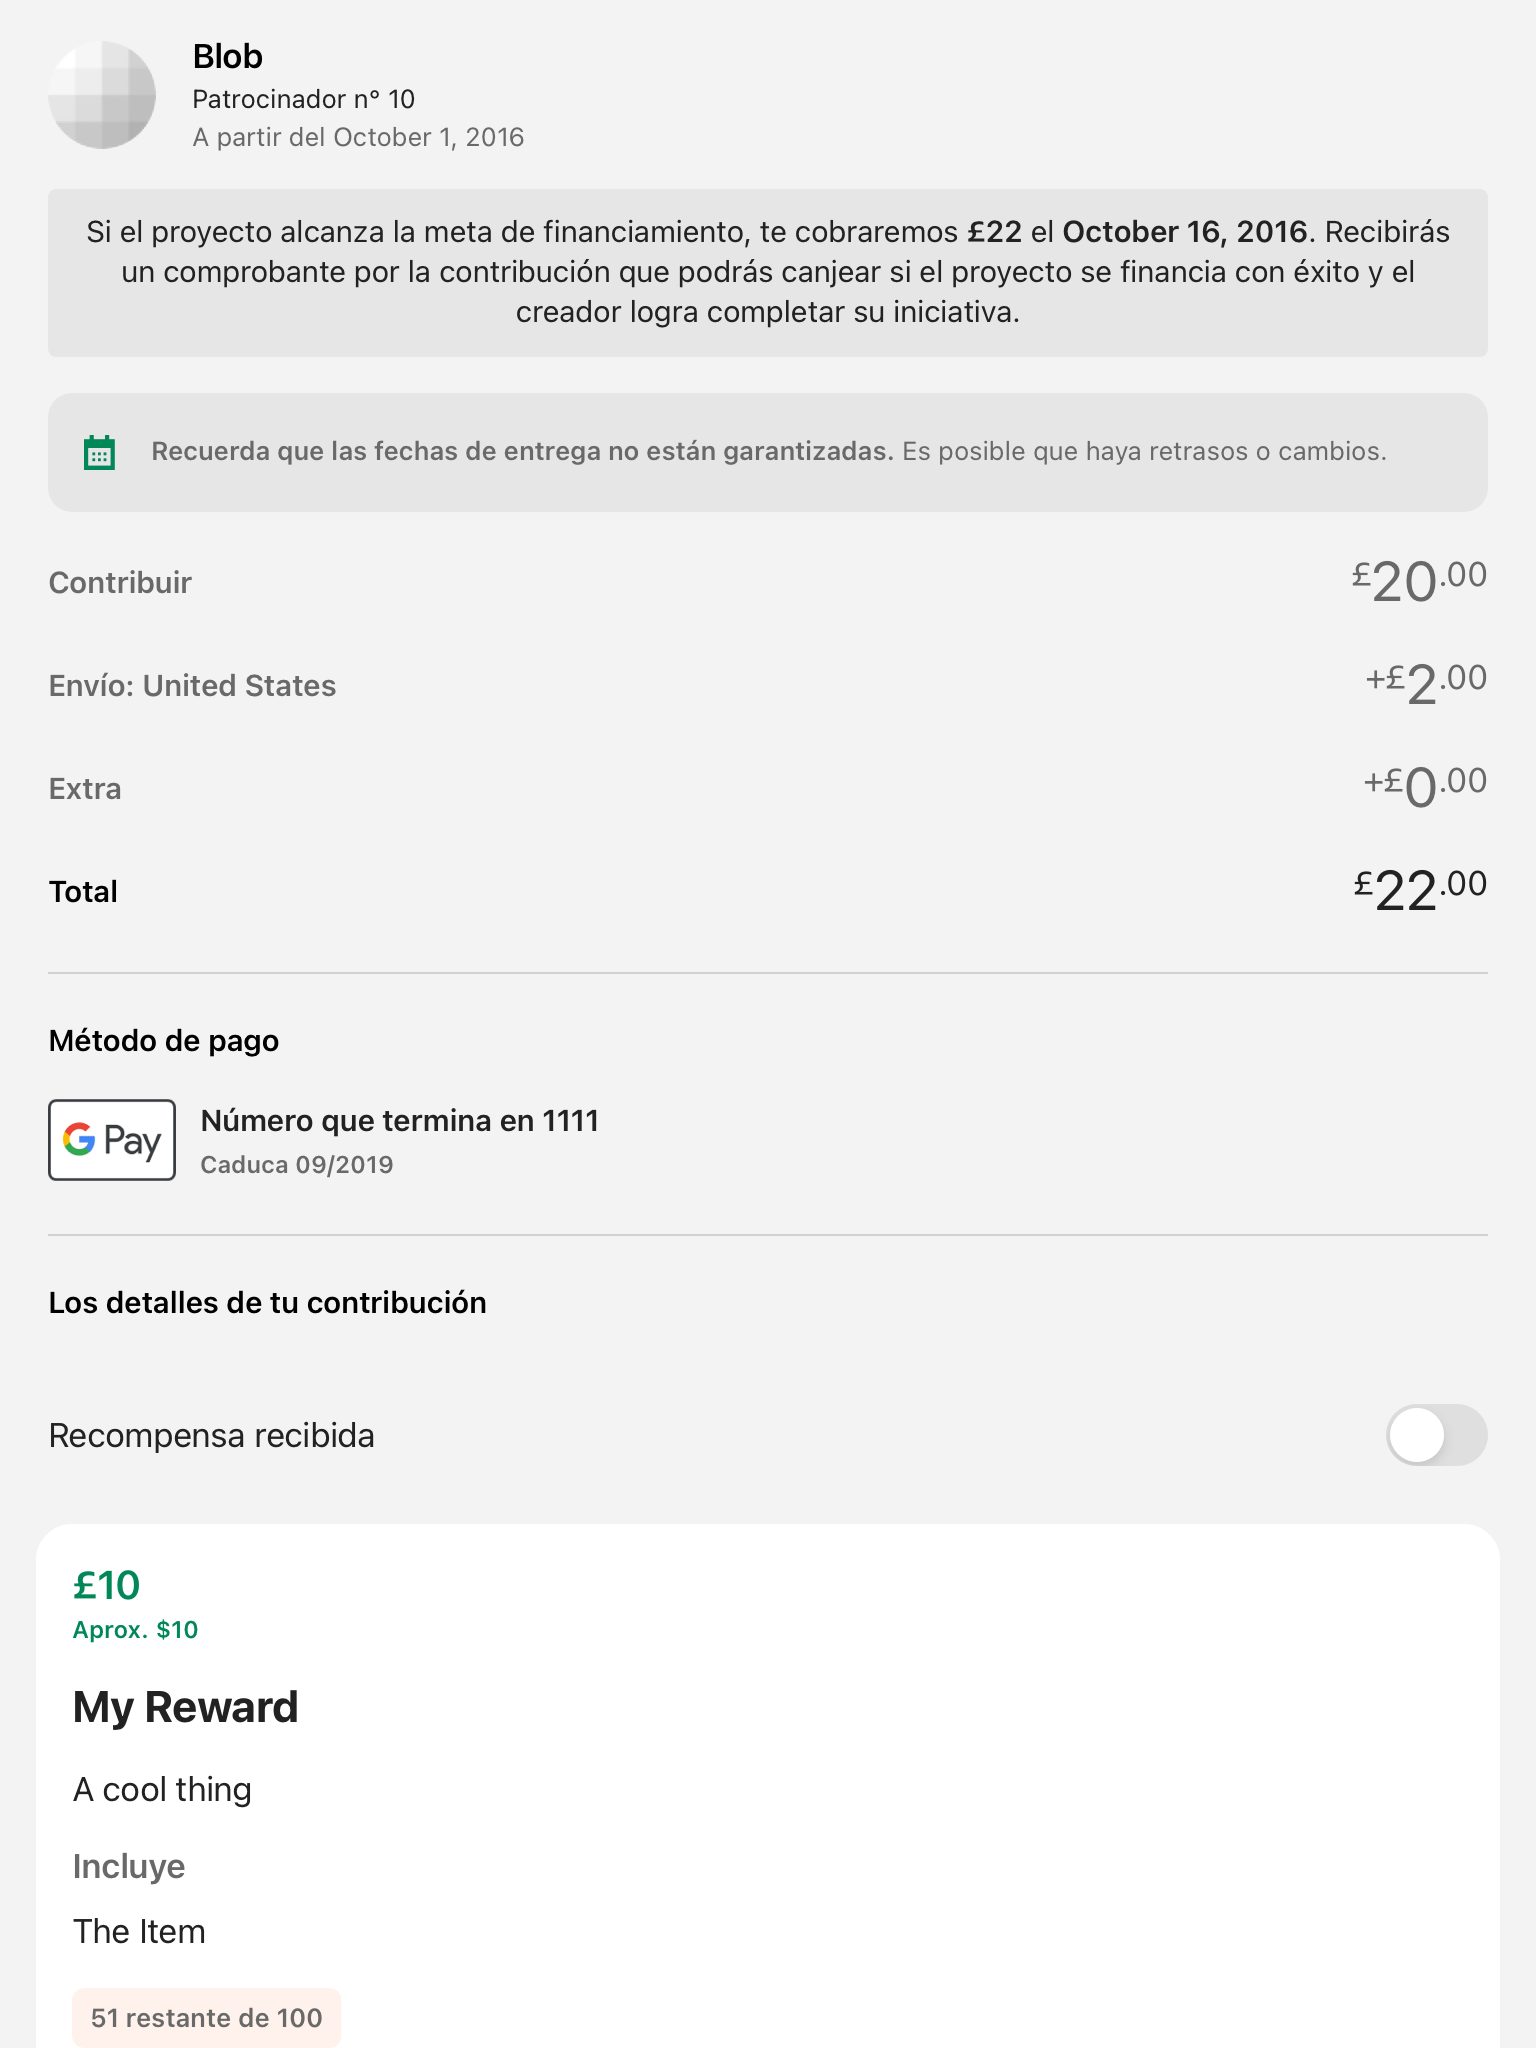 Blob
Patrocinador n° 10
A partir del October 1, 2016
Si el proyecto alcanza la meta de financiamiento, te cobraremos £22 el October 16, 2016. Recibirás
un comprobante por la contribución que podrás canjear si el proyecto se financia con éxito y el
creador logra completar su iniciativa.
Recuerda que las fechas de entrega no están garantizadas. Es posible que haya retrasos o cambios.
Contribuir £20.00
Envío: United States +£2.00
Extra +£0.00
Total £22.00
Método de pago
G Pay
Número que termina en 1111
Caduca 09/2019
Los detalles de tu contribución
Recompensa recibida
£10
Aprox. $10
My Reward
A cool thing
Incluye
The Item
51 restante de 100